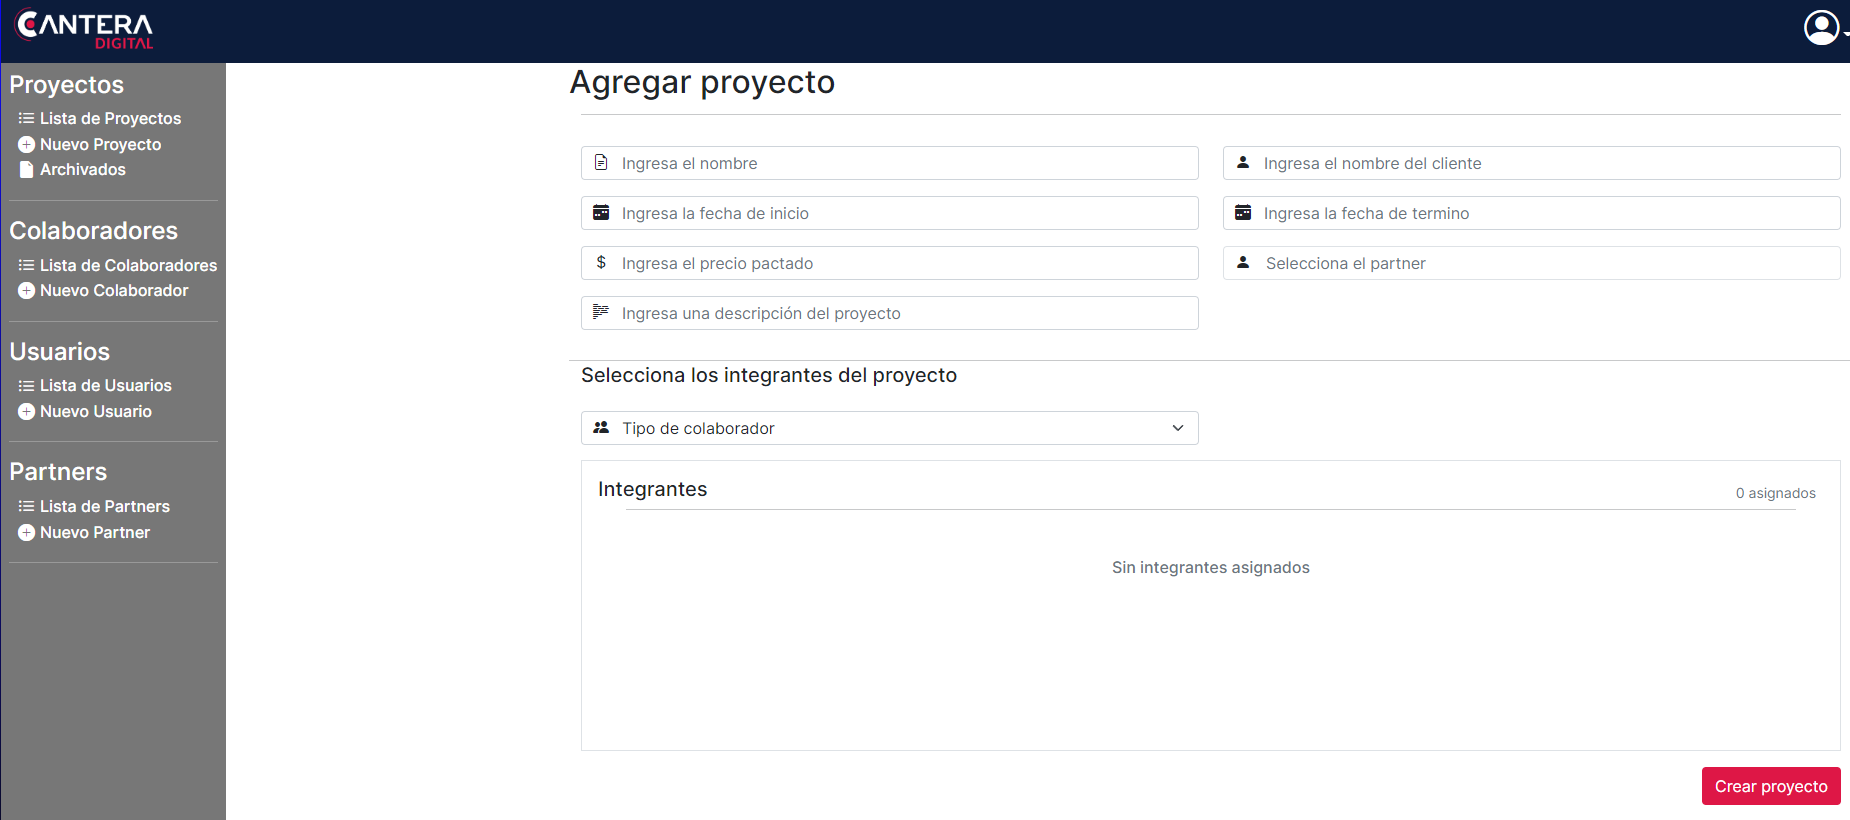 CANTERA
DIGITAL
Proyectos
Lista de Proyectos
Nuevo Proyecto
Archivados
Colaboradores
Lista de Colaboradores
Nuevo Colaborador
Usuarios
Lista de Usuarios
Nuevo Usuario
Partners
Lista de Partners
Nuevo Partner
Agregar proyecto
Ingresa el nombre
Ingresa el nombre del cliente
Ingresa la fecha de inicio
Ingresa la fecha de termino
$ Ingresa el precio pactado
Selecciona el partner
Ingresa una descripción del proyecto
Selecciona los integrantes del proyecto
Tipo de colaborador
Integrantes
0 asignados
Sin integrantes asignados
Crear proyecto